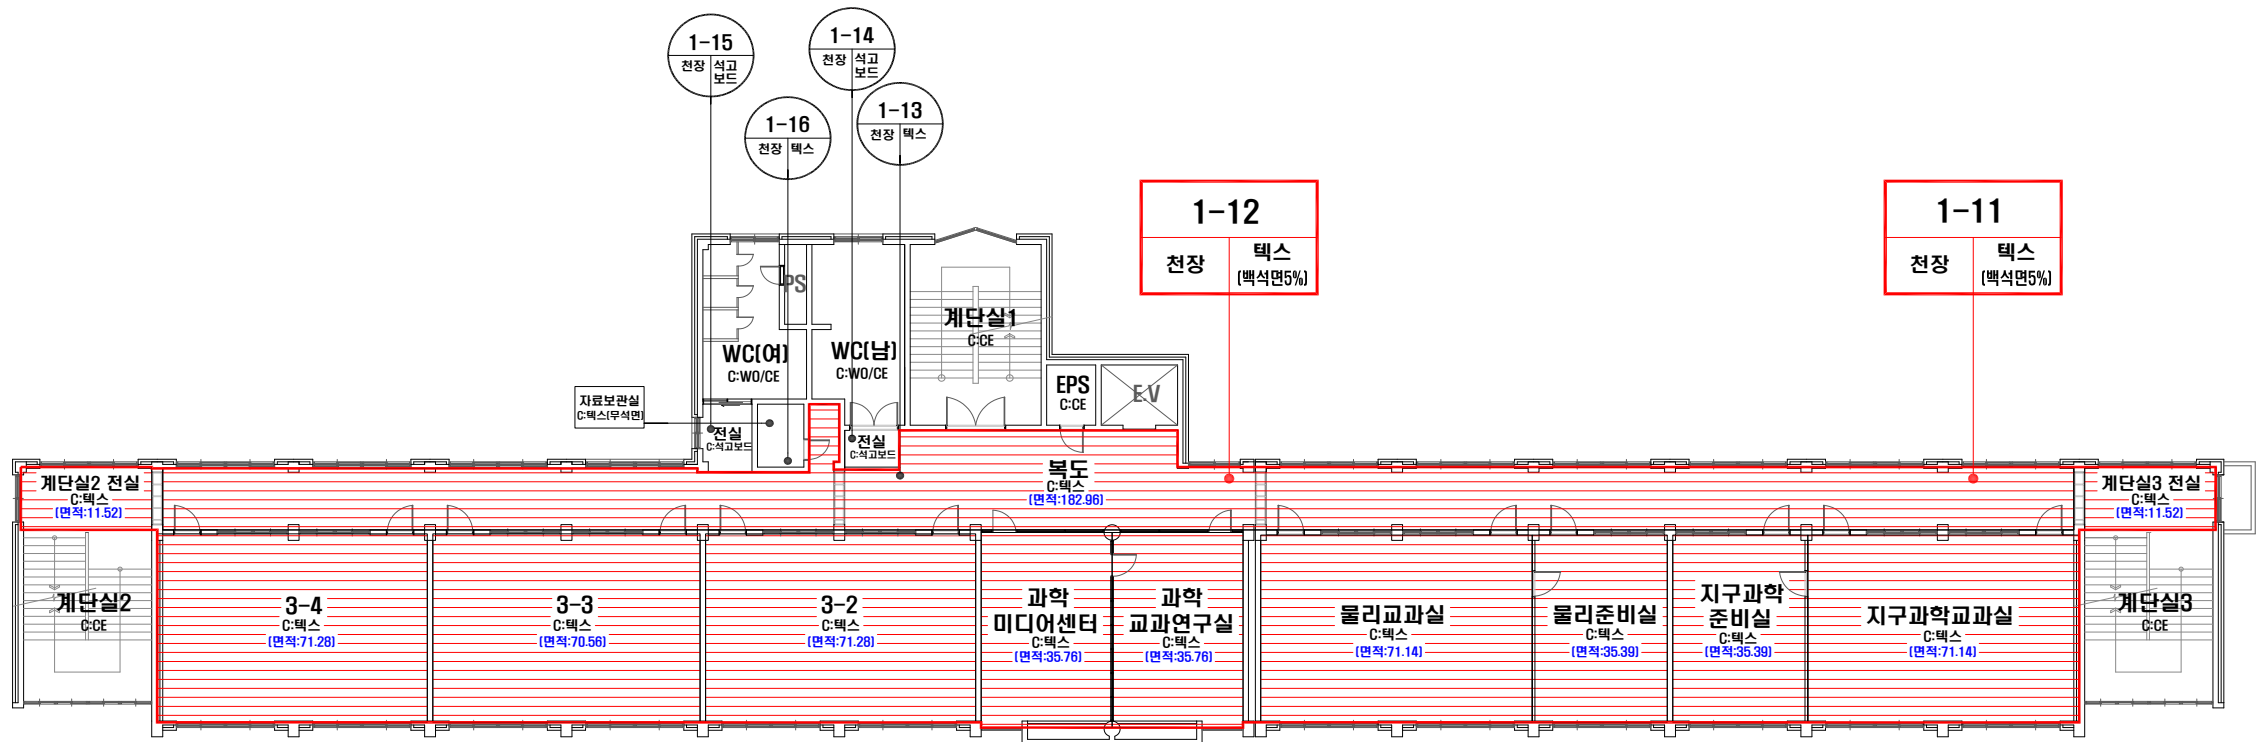 1-15
천장 석고
보드
1-14
천장 석고
보드
1-16
천장 텍스
1-13
천장 텍스
1-12
천장 텍스
(백석면5%)
1-11
천장 텍스
(백석면5%)
PS
WC(여)
C:WO/CE
WC(남)
C:WO/CE
계단실1
C:CE
EPS
C:CE
E.V
자료보관실
C:텍스(무석면)
전실
C:석고보드
전실
C:석고보드
계단실2 전실
C:텍스
(면적:11.52)
복도
C:텍스
(면적:182.96)
계단실3 전실
C:텍스
(면적:11.52)
계단실2
C:CE
3-4
C:텍스
(면적:71.28)
3-3
C:텍스
(면적:70.56)
3-2
C:텍스
(면적:71.28)
과학
미디어센터
C:텍스
(면적:35.76)
과학
교과연구실
C:텍스
(면적:35.76)
물리교과실
C:텍스
(면적:71.14)
물리준비실
C:텍스
(면적:35.39)
지구과학
준비실
C:텍스
(면적:35.39)
지구과학교과실
C:텍스
(면적:71.14)
계단실3
C:CE